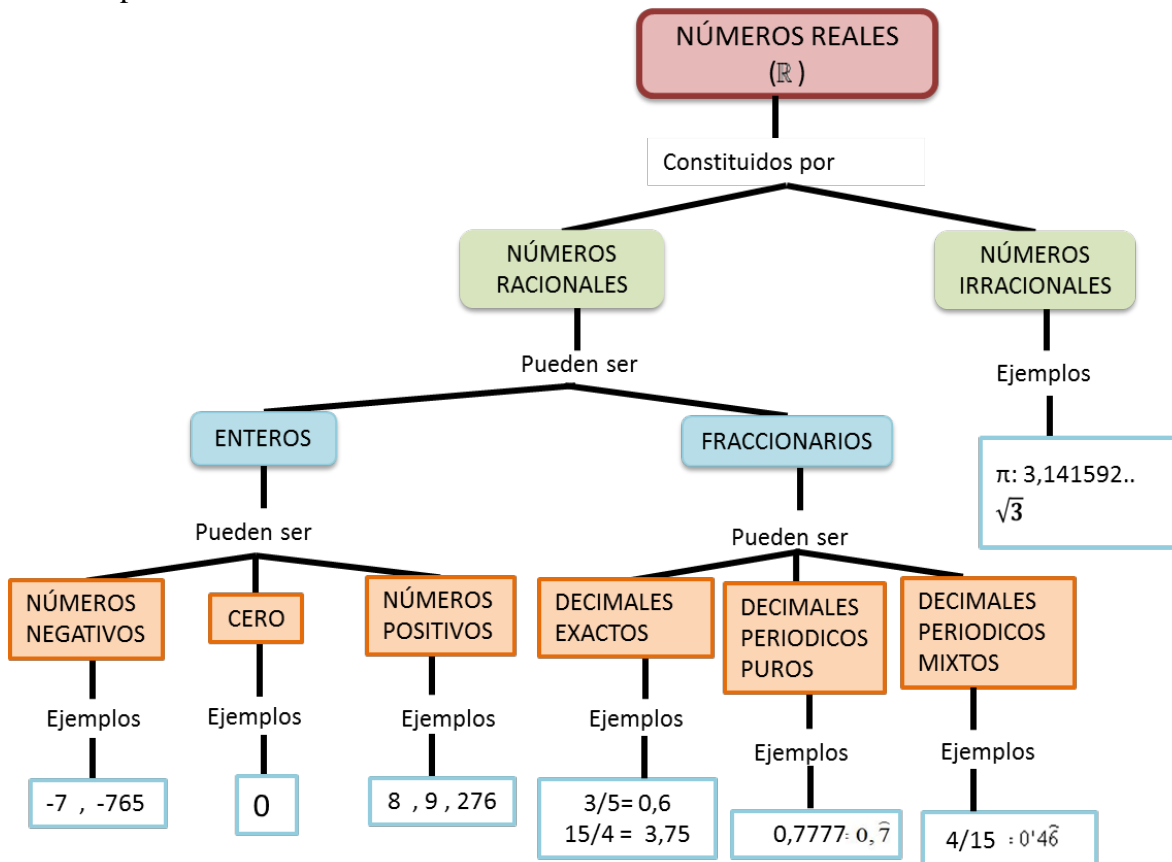 NÚMEROS REALES
(ℝ)
Constituidos por
NÚMEROS
RACIONALES
NÚMEROS
IRRACIONALES
Pueden ser
Ejemplos
ENTEROS
FRACCIONARIOS
π: 3,141592..
√3
Pueden ser
Pueden ser
NÚMEROS
NEGATIVOS
CERO
NÚMEROS
POSITIVOS
DECIMALES
EXACTOS
DECIMALES
PERIODICOS
PUROS
DECIMALES
PERIODICOS
MIXTOS
Ejemplos
Ejemplos
Ejemplos
Ejemplos
Ejemplos
Ejemplos
-7 , -765
0
8 , 9 , 276
3/5= 0,6
15/4 = 3,75
0,7777= 0,7̂
4/15 : 0'46̂